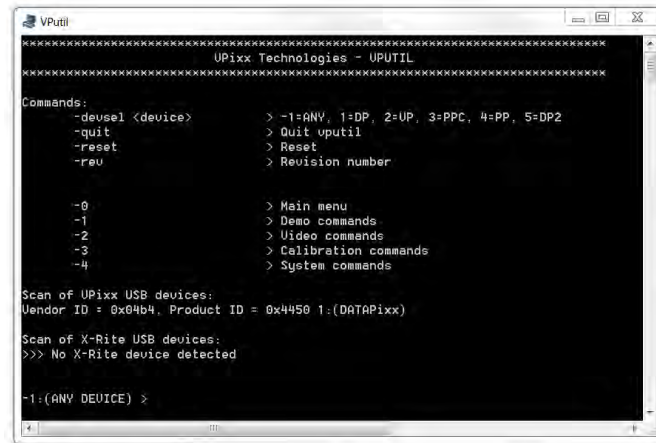 VPutil
*******************************************************************************
VPixx Technologies - VPUTIL
*******************************************************************************
Commands:
-devsel <device> > -1=ANY, 1=DP, 2=VP, 3=PPC, 4=PP, 5=DP2
-quit > Quit vputil
-reset > Reset
-rev > Revision number
-0 > Main menu
-1 > Demo commands
-2 > Video commands
-3 > Calibration commands
-4 > System commands
Scan of VPixx USB devices:
Vendor ID = 0x04b4, Product ID = 0x4450 1:(DATAPixx)
Scan of X-Rite USB devices:
>>> No X-Rite device detected
-1:(ANY DEVICE) >